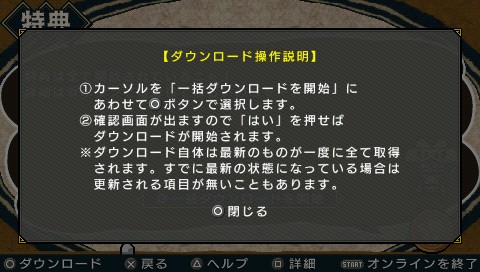 特典
【ダウンロード操作説明】
①カーソルを「一括ダウンロードを開始」に
あわせて◎ボタンで選択します。
②確認画面が出ますので「はい」を押せば
ダウンロードが開始されます。
※ダウンロード自体は最新のものが一度に全て取得
されます。すでに最新の状態になっている場合は
更新される項目が無いこともあります。
◎閉じる
◎ダウンロード ⊗戻る △ヘルプ □詳細 START オンラインを終了